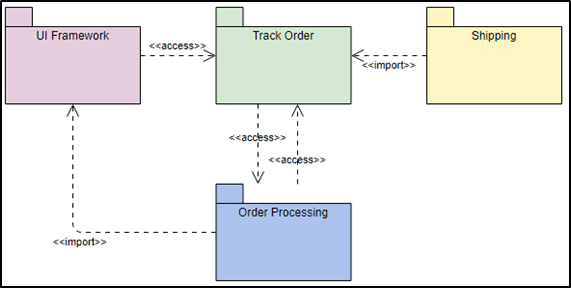 UI Framework
Track Order
Shipping
<<access>>
<<import>>
<<access>>
<<access>>
Order Processing
<<import>>